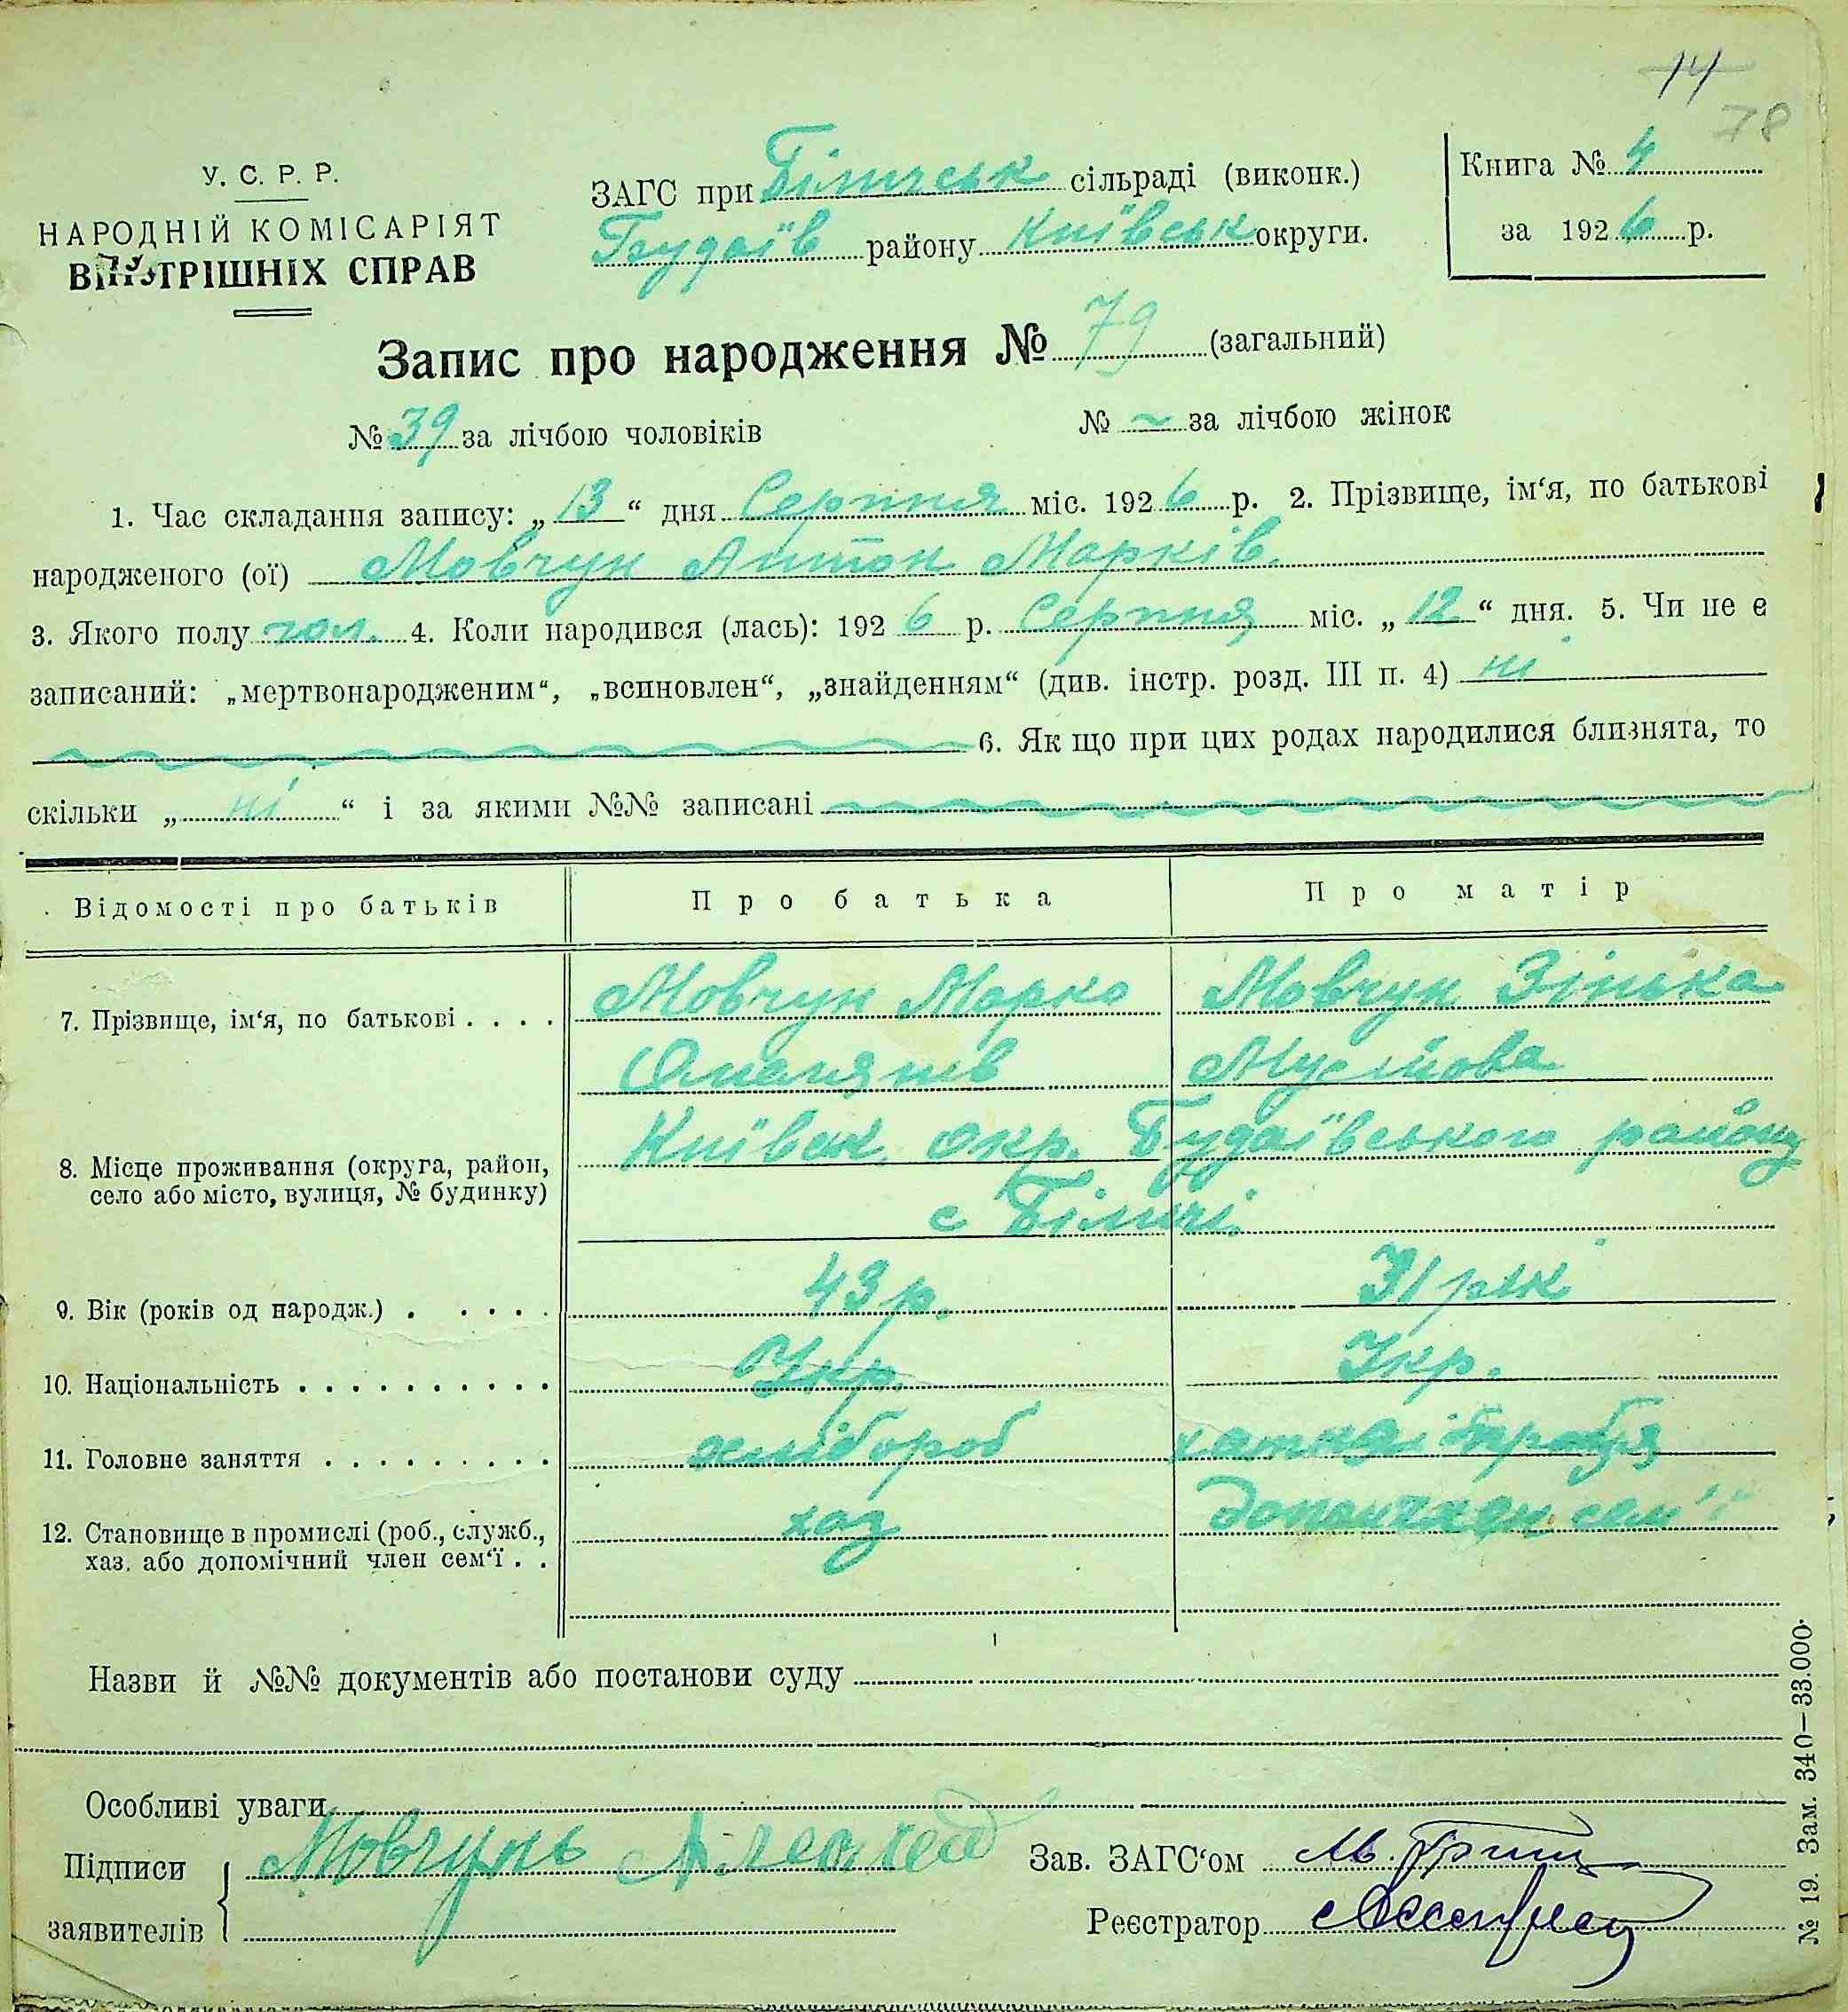 14
78
У. С. Р. Р.
НАРОДНІЙ КОМІСАРІЯТ
ВНУТРІШНІХ СПРАВ
ЗАГС при Білицськ сільраді (виконк.)
Будаїв району Київськ округи.
Книга № 4
за 1926 р.
Запис про народження № 79 (загальний)
№ 39 за лічбою чоловіків № ~ за лічбою жінок
1. Час складання запису: „13“ дня Серпня міс. 1926 р. 2. Прізвище, ім‘я, по батькові
народженого (ої) Мовчун Антон Марків.
3. Якого полу чол. 4. Коли народився (лась): 1926 р. Серпня міс. „12“ дня. 5. Чи не є
записаний: „мертвонародженим“, „всиновлен“, „знайденням“ (див. інстр. розд. III п. 4) ні
6. Як що при цих родах народилися близнята, то
скільки „ні“ і за якими №№ записані
Відомості про батьків Про батька Про матір
7. Прізвище, ім‘я, по батькові . . . . Мовчун Марко Мовчун Зінька
Омелянів Мусійова
8. Місце проживання (округа, район, село або місто, вулиця, № будинку) Київськ. окр. Будаївського району
с Біличі.
9. Вік (років од народж.) . . . . . 43 р. 31 рік
10. Національність . . . . . . . . . . Укр. Укр.
11. Головне заняття . . . . . . . . . хлібороб хатня
12. Становище в промислі (роб., служб., хаз. або допомічний член сем‘ї . . хаз сем'ї
Назви й №№ документів або постанови суду
Особливі уваги
Підписи заявителів Мовчунь
Зав. ЗАГС‘ом
Реєстратор
№ 19. Зам. 340—33.000.